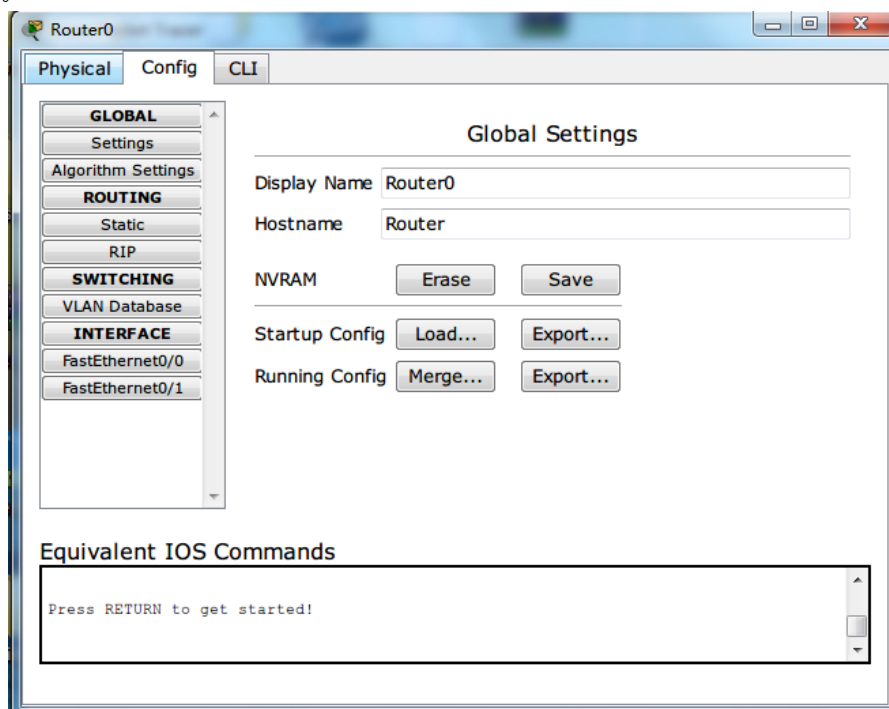 Router0
Physical Config CLI
GLOBAL
Settings
Algorithm Settings
ROUTING
Static
RIP
SWITCHING
VLAN Database
INTERFACE
FastEthernet0/0
FastEthernet0/1
Global Settings
Display Name Router0
Hostname Router
NVRAM Erase Save
Startup Config Load... Export...
Running Config Merge... Export...
Equivalent IOS Commands
Press RETURN to get started!